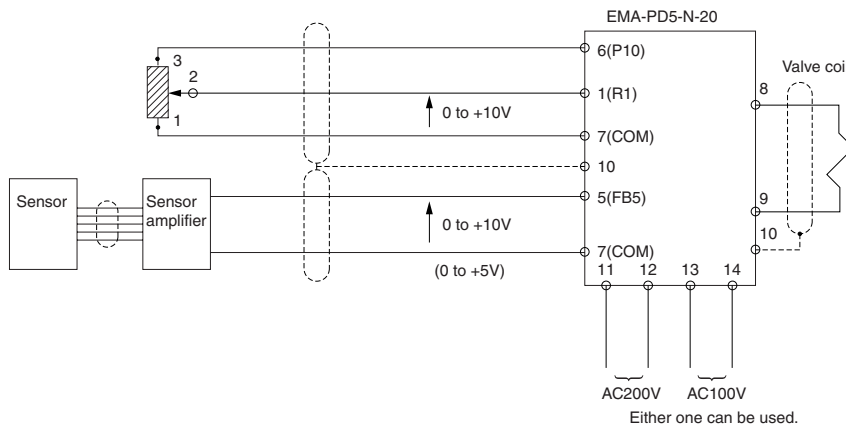 EMA-PD5-N-20
3
6(P10)
2
1(R1)
0 to +10V
1
7(COM)
10
Valve coi
8
9
10
Sensor
Sensor
amplifier
5(FB5)
0 to +10V
7(COM)
(0 to +5V)
11 12 13 14
AC200V AC100V
Either one can be used.